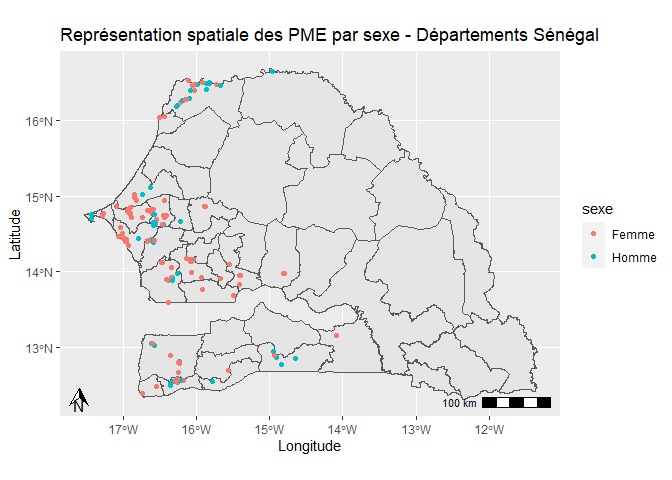 Représentation spatiale des PME par sexe - Départements Sénégal
16°N
15°N
14°N
13°N
Latitude
17°W 16°W 15°W 14°W 13°W 12°W
Longitude
N
100 km
sexe
Femme
Homme